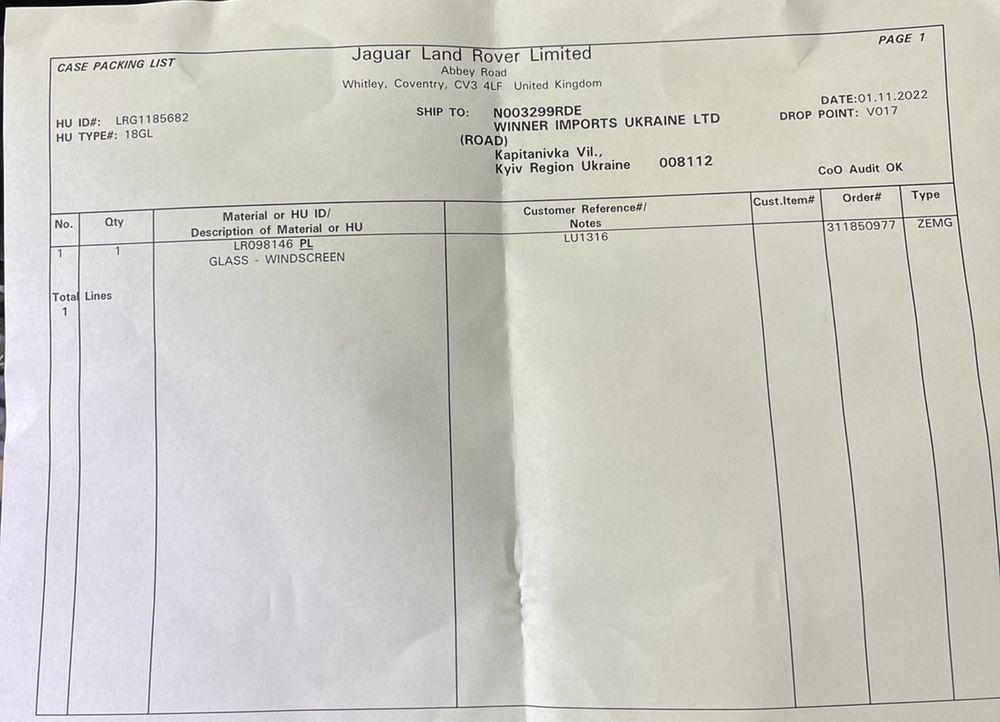 CASE PACKING LIST
Jaguar Land Rover Limited
PAGE 1
Abbey Road
Whitley, Coventry, CV3 4LF United Kingdom
HU ID#: LRG1185682
HU TYPE#: 18GL
SHIP TO: N003299RDE
WINNER IMPORTS UKRAINE LTD
(ROAD)
Kapitanivka Vil.,
Kyiv Region Ukraine 008112
DATE:01.11.2022
DROP POINT: V017
CoO Audit OK
No. Qty Material or HU ID/ Customer Reference#/ Cust.Item# Order# Type
Description of Material or HU Notes
1 1 LR098146 PL LU1316 311850977 ZEMG
GLASS - WINDSCREEN
Total Lines
1